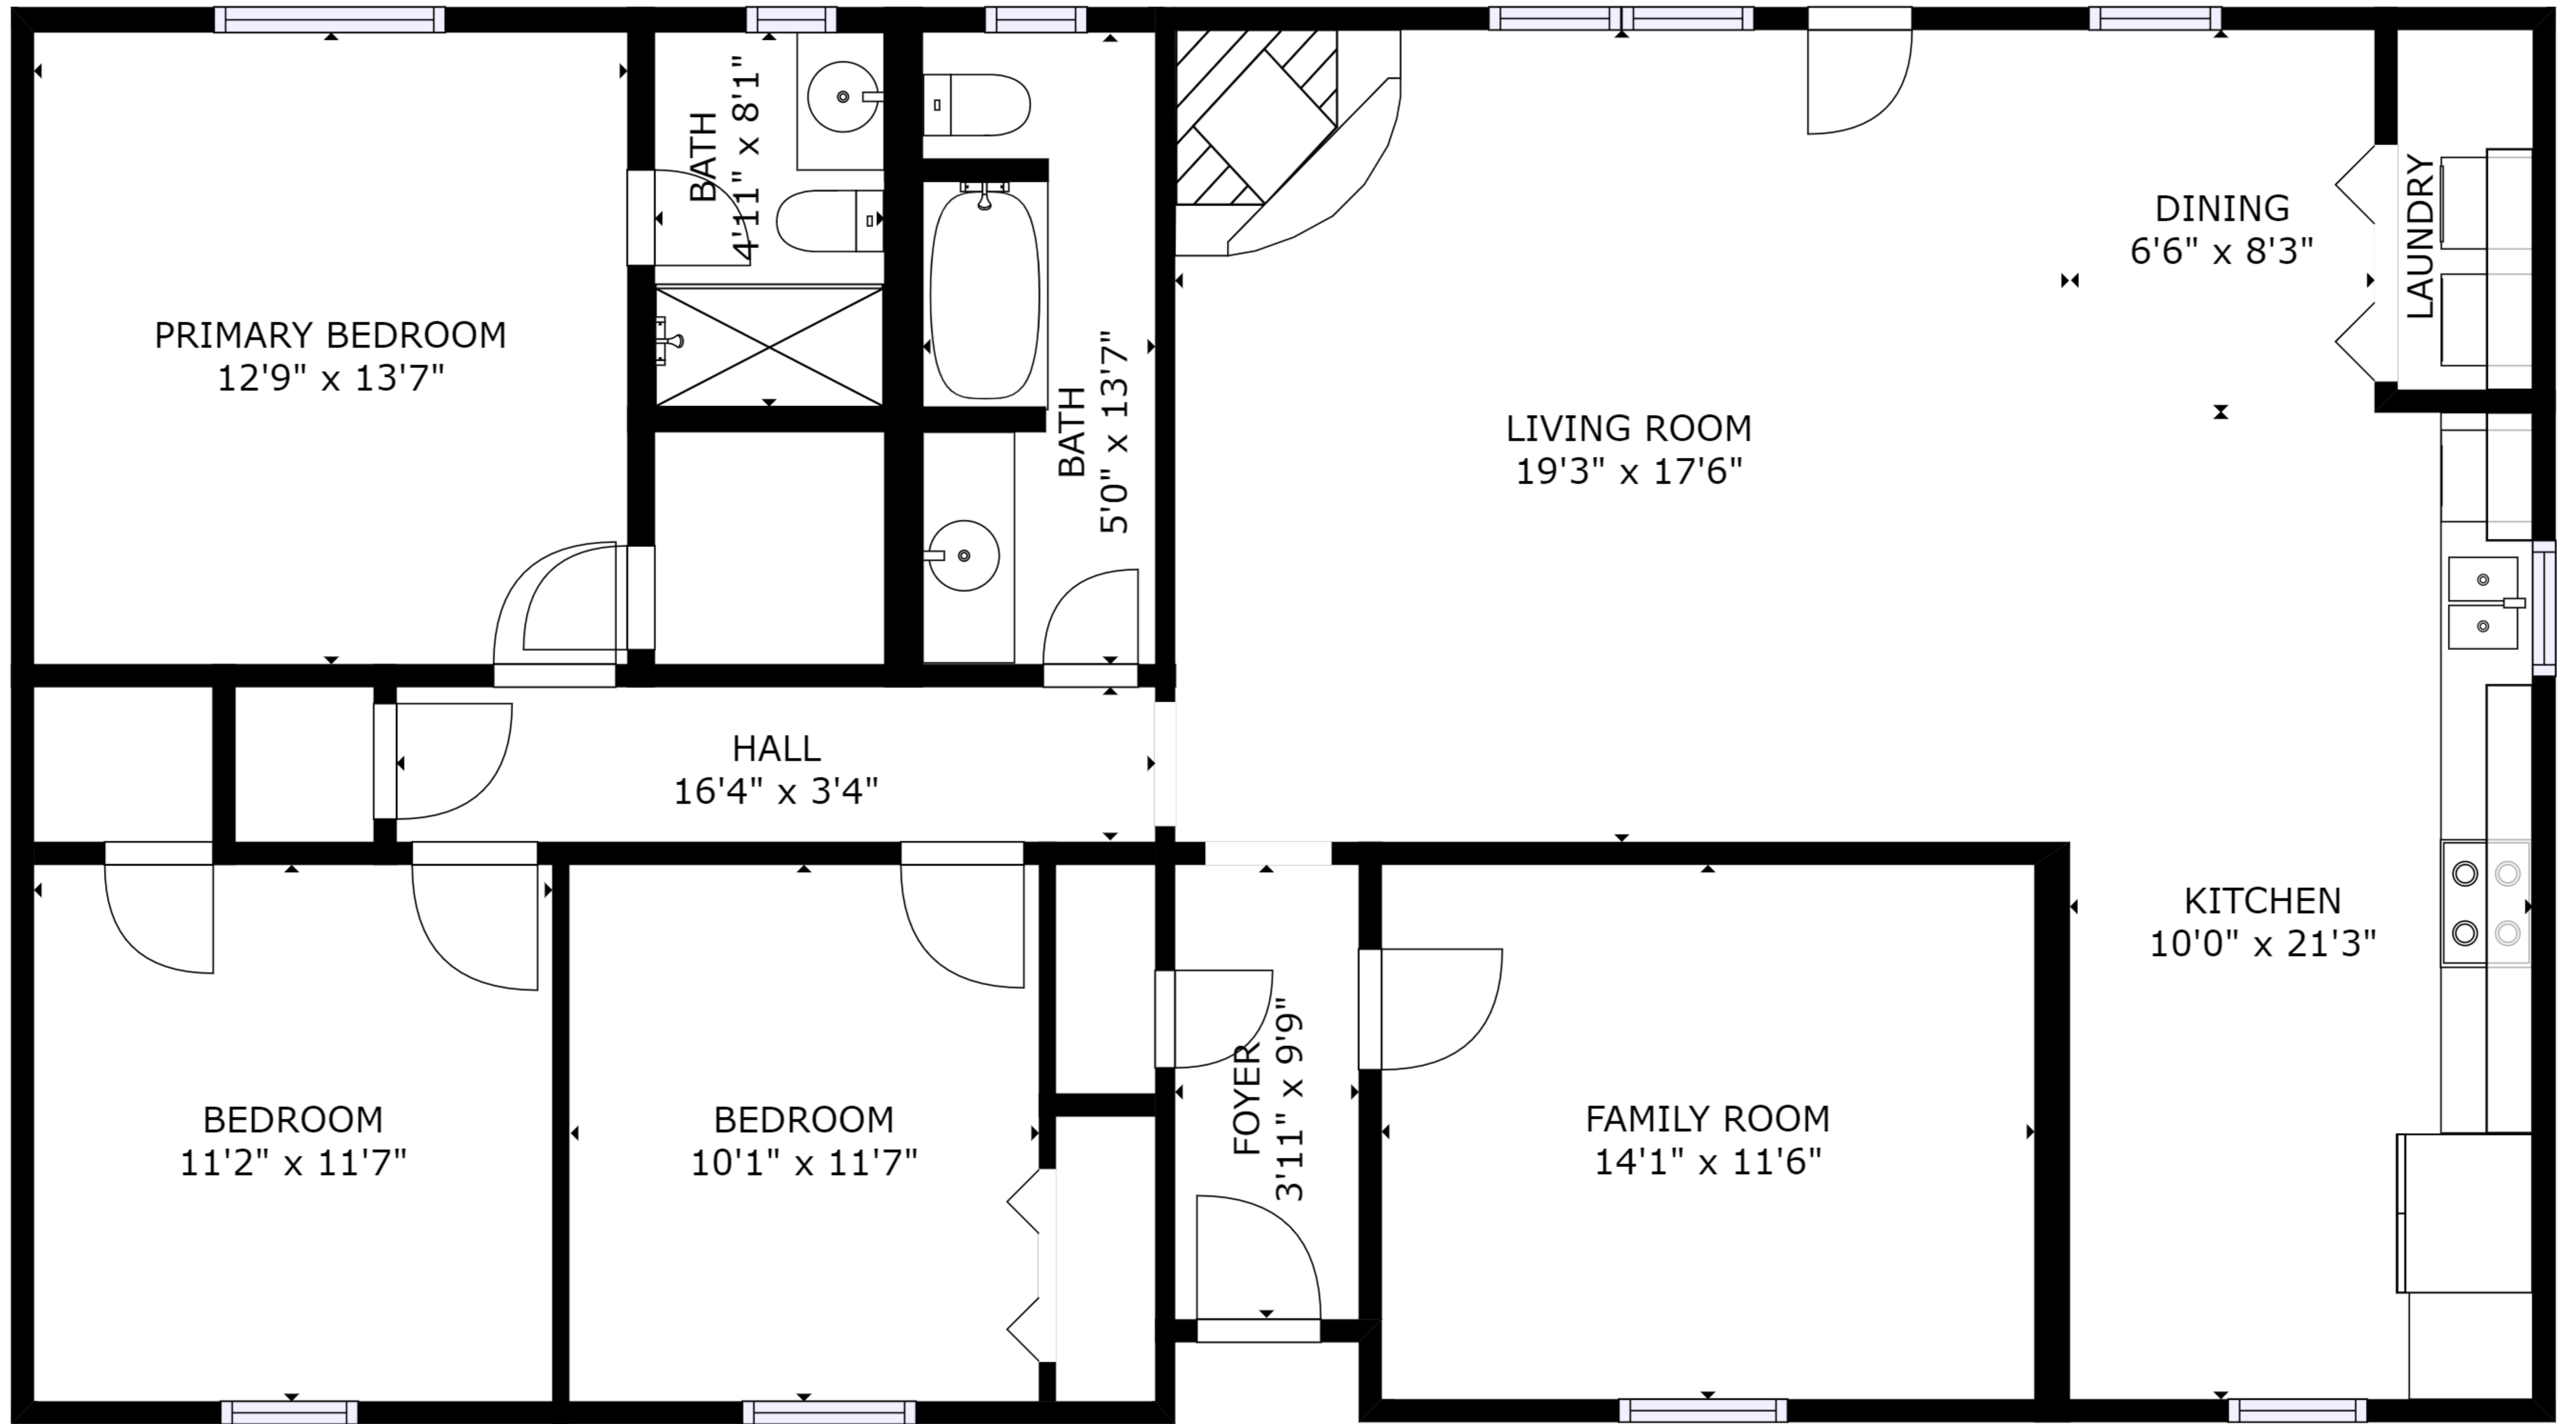 BATH
4'11" x 8'1"
DINING
6'6" x 8'3"
LAUNDRY
PRIMARY BEDROOM
12'9" x 13'7"
BATH
5'0" x 13'7"
LIVING ROOM
19'3" x 17'6"
HALL
16'4" x 3'4"
KITCHEN
10'0" x 21'3"
BEDROOM
11'2" x 11'7"
BEDROOM
10'1" x 11'7"
FOYER
3'11" x 9'9"
FAMILY ROOM
14'1" x 11'6"